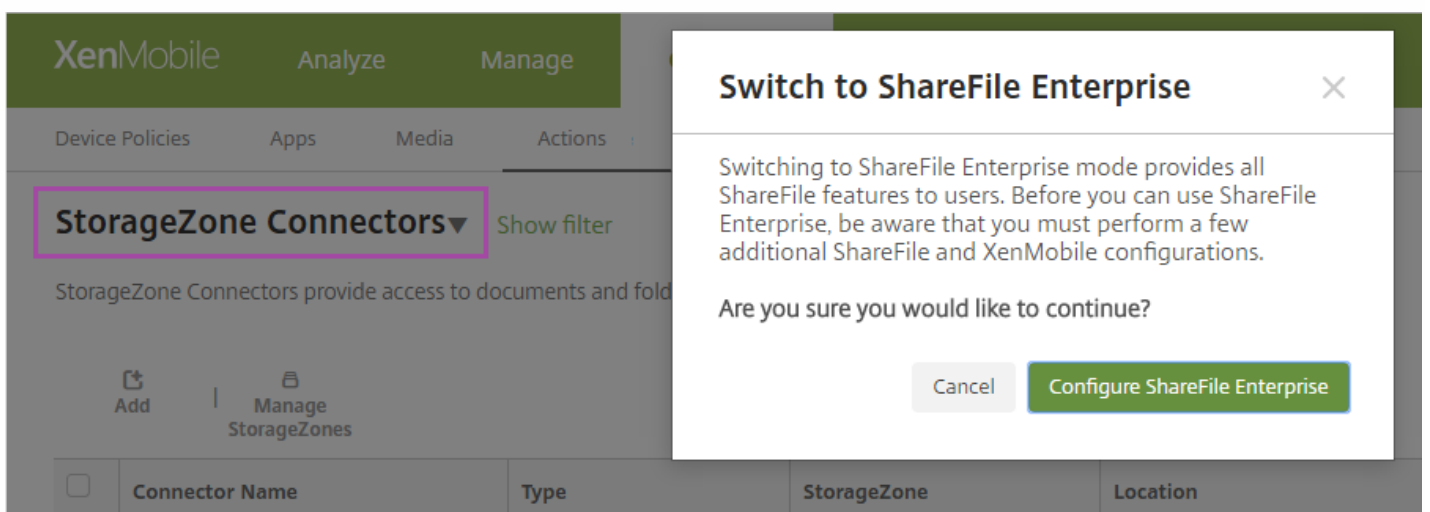 XenMobile Analyze Manage
Device Policies Apps Media Actions
StorageZone Connectors▼ Show filter
StorageZone Connectors provide access to documents and fold
Add | Manage
StorageZones
Connector Name Type StorageZone Location
Switch to ShareFile Enterprise ×
Switching to ShareFile Enterprise mode provides all
ShareFile features to users. Before you can use ShareFile
Enterprise, be aware that you must perform a few
additional ShareFile and XenMobile configurations.
Are you sure you would like to continue?
Cancel Configure ShareFile Enterprise